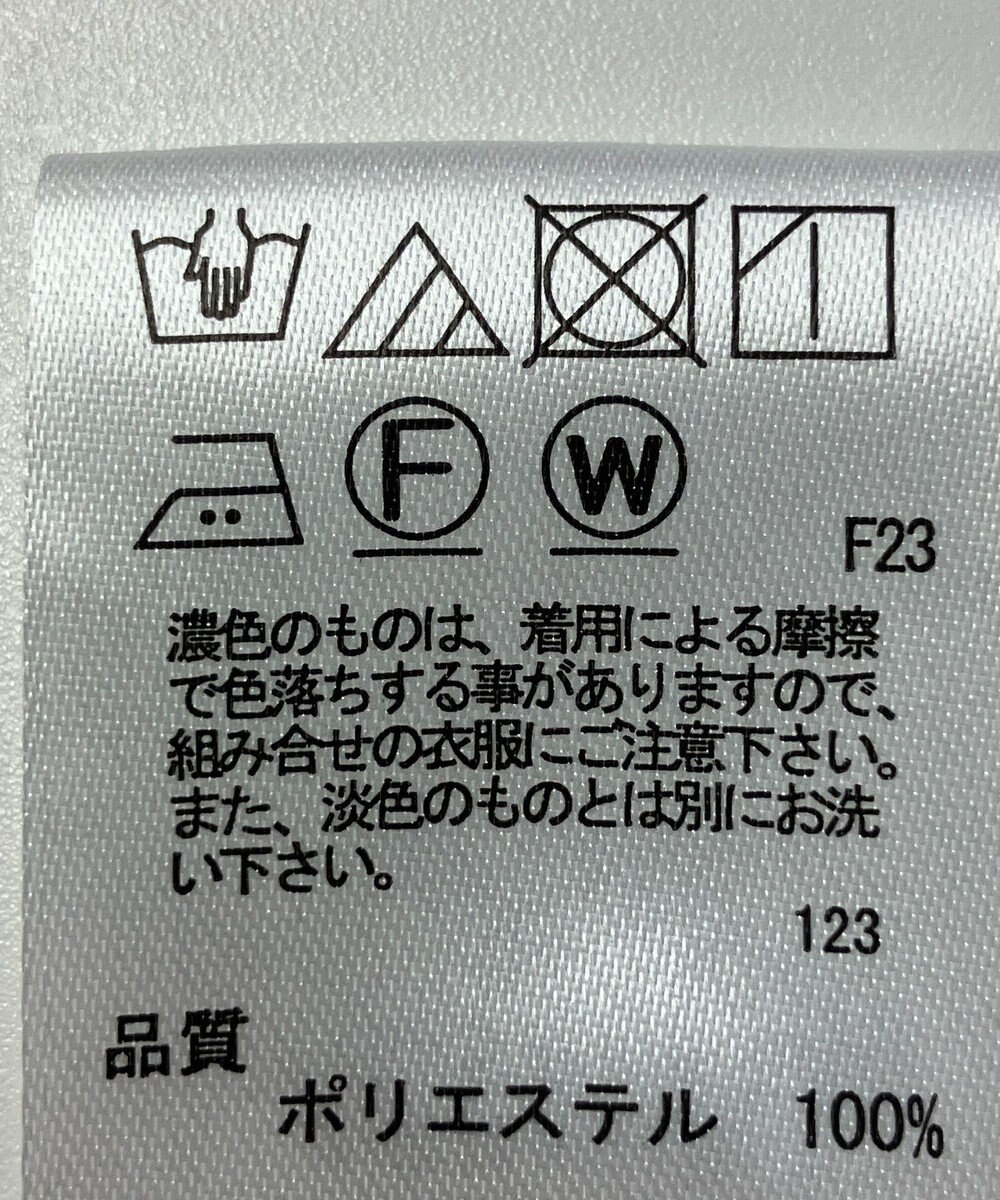 F W
F23
濃色のものは、着用による摩擦
で色落ちする事がありますので、
組み合せの衣服にご注意下さい。
また、淡色のものとは別にお洗
い下さい。
123
品質
ポリエステル 100%